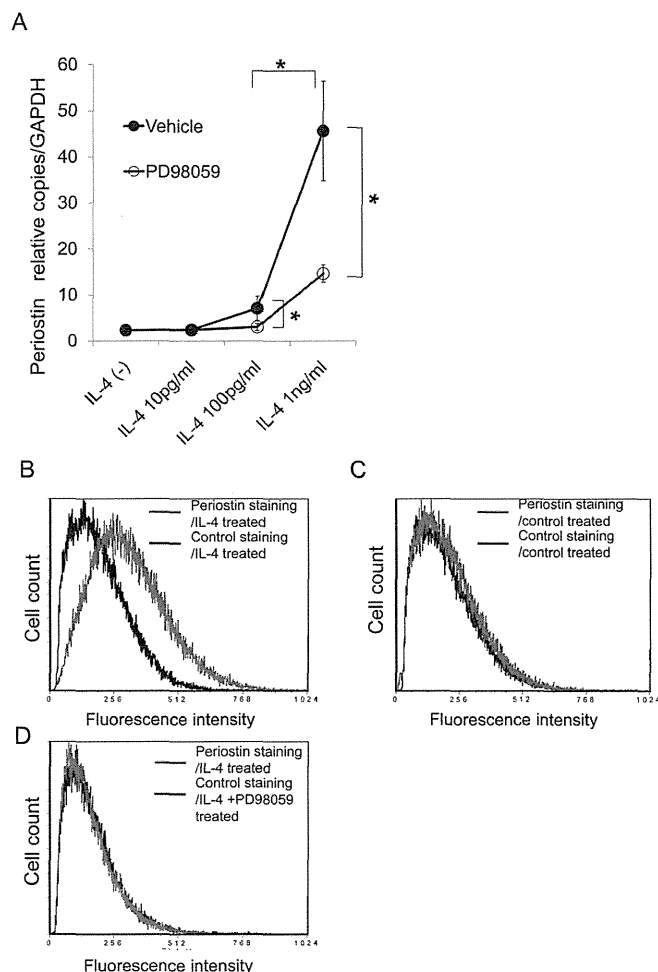 A
60
50
40
30
20
10
0
Periostin relative copies/GAPDH
Vehicle
PD98059
*
*
*
IL-4 (-)
IL-4 10pg/ml
IL-4 100pg/ml
IL-4 1ng/ml
B
Periostin staining
/IL-4 treated
Control staining
/IL-4 treated
Cell count
0 256 512 768 1024
Fluorescence intensity
C
Periostin staining
/control treated
Control staining
/control treated
Cell count
0 256 512 768 1024
Fluorescence intensity
D
Periostin staining
/IL-4 treated
Control staining
/IL-4 +PD98059
treated
Cell count
0 256 512 768 1024
Fluorescence intensity